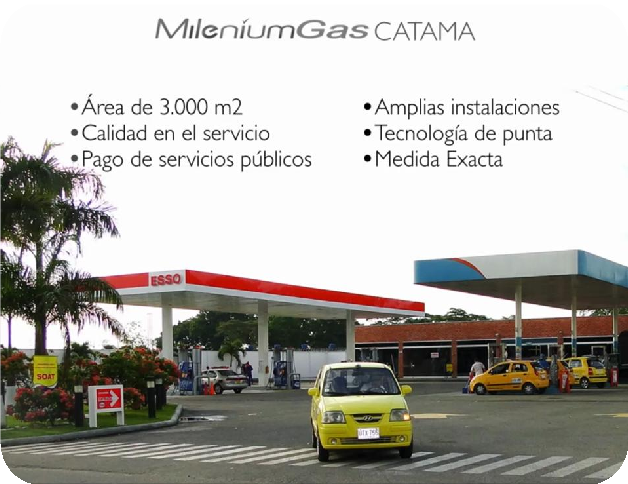 MileniumGas CATAMA
•Área de 3.000 m2
•Calidad en el servicio
•Pago de servicios públicos
•Amplias instalaciones
•Tecnología de punta
•Medida Exacta
ESSO
SOAT